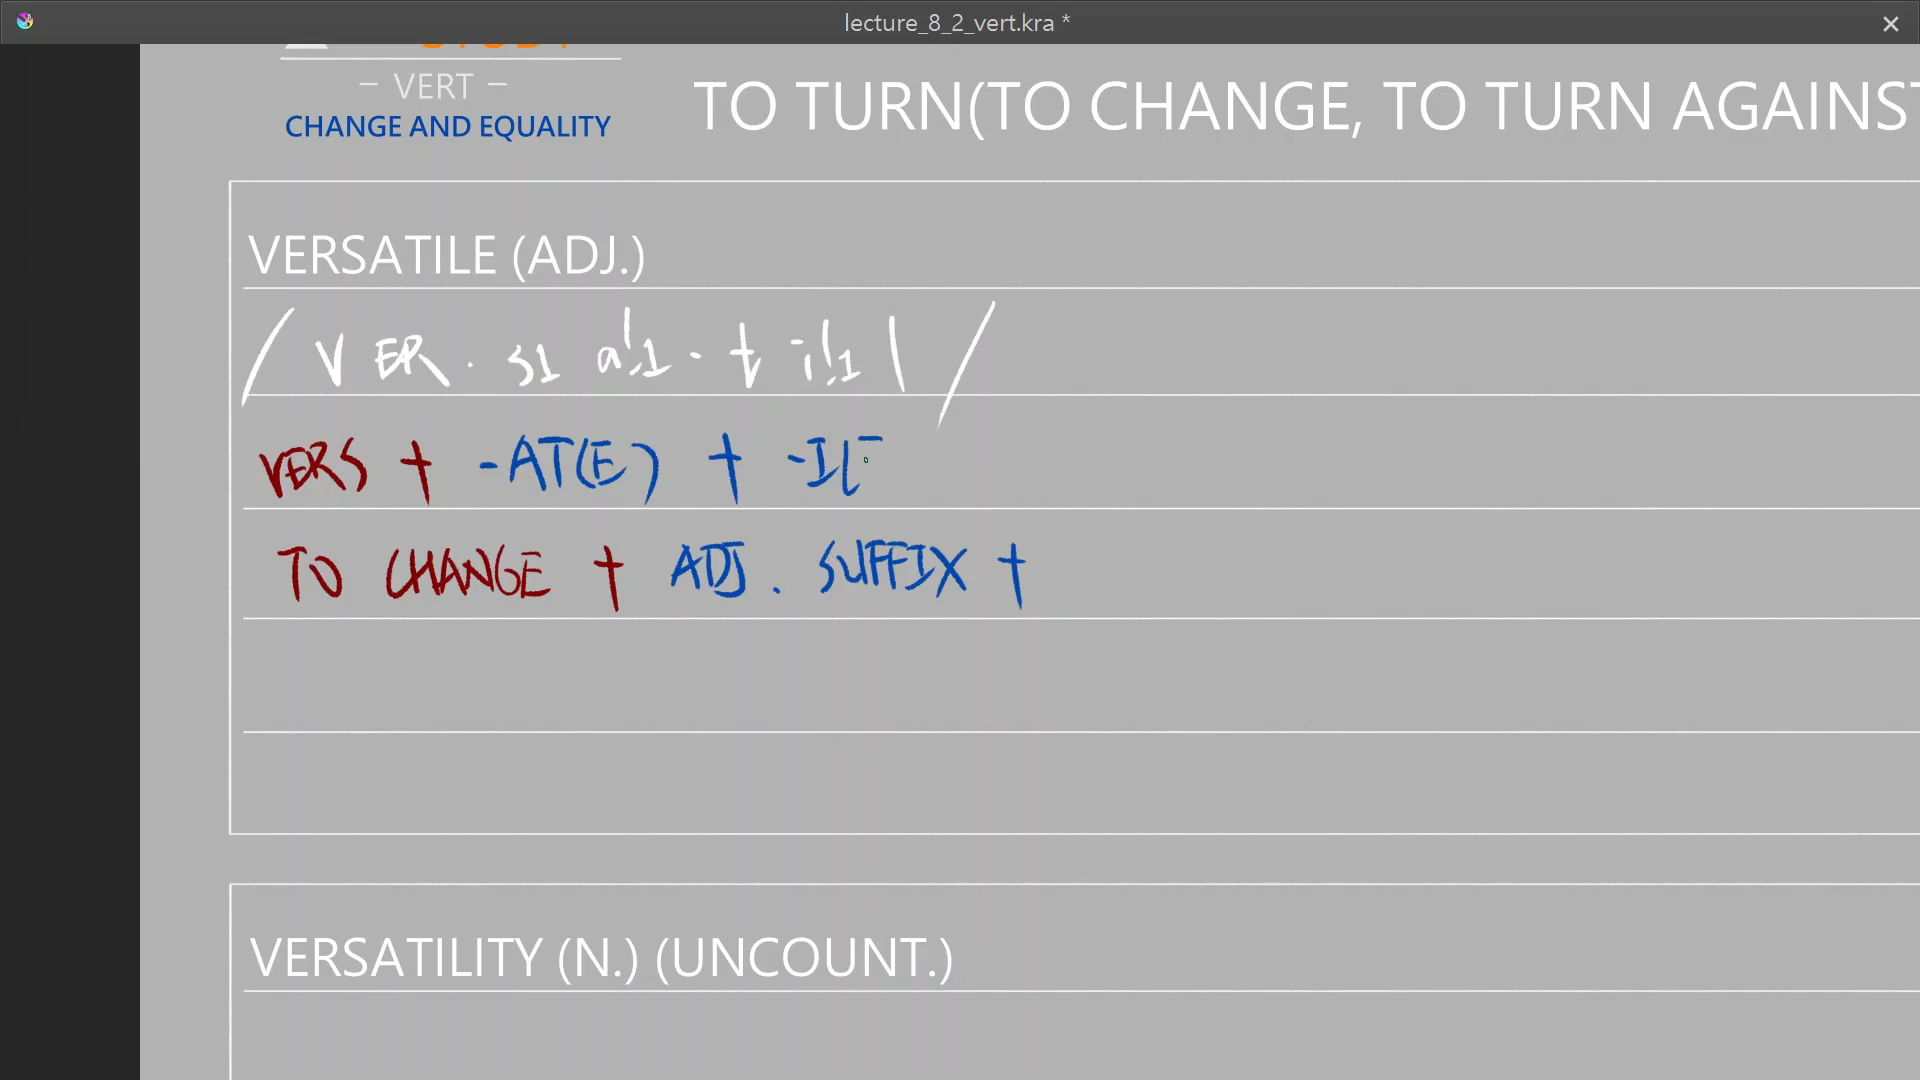 lecture_8_2_vert.kra *
– VERT –
CHANGE AND EQUALITY
TO TURN(TO CHANGE, TO TURN AGAINST
VERSATILE (ADJ.)
VERS + -AT(E) + -IL
TO CHANGE + ADJ. SUFFIX +
VERSATILITY (N.) (UNCOUNT.)